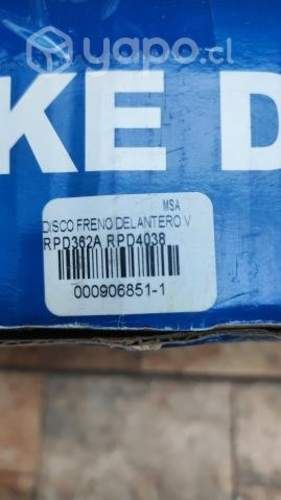 yapo.cl
KE D
MSA
DISCO FRENO DELANTERO V
RPD362A RPD4038
000906851-1